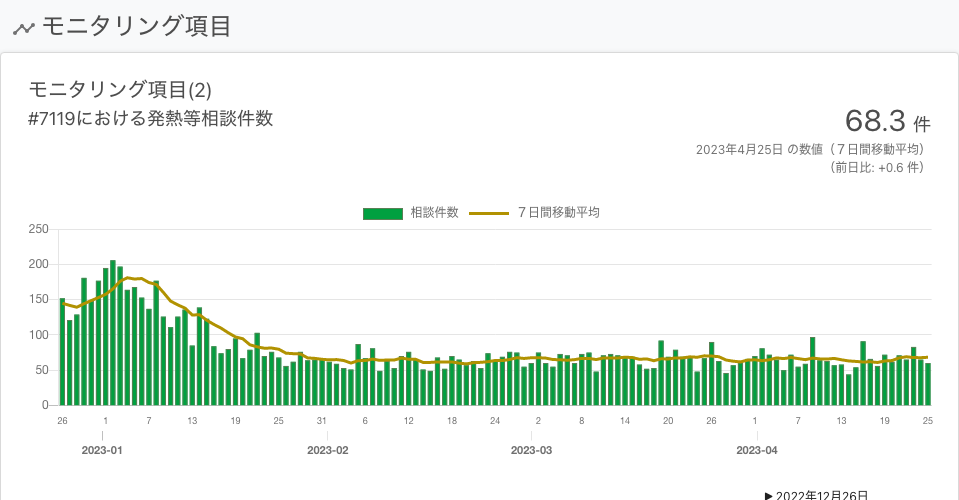 モニタリング項目
モニタリング項目(2)
#7119における発熱等相談件数
68.3 件
2023年4月25日 の数値（７日間移動平均）
（前日比: +0.6 件）
相談件数 ７日間移動平均
250
200
150
100
50
0
26 1 7 13 19 25 31 6 12 18 24 2 8 14 20 26 1 7 13 19 25
2023-01 2023-02 2023-03 2023-04
▶ 2022年12月26日